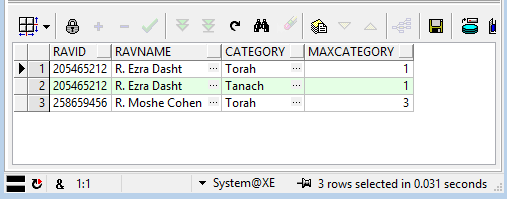 RAVID RAVNAME CATEGORY MAXCATEGORY
1 205465212 R. Ezra Dasht ... Torah ... 1
2 205465212 R. Ezra Dasht ... Tanach ... 1
3 258659456 R. Moshe Cohen ... Torah ... 3
& 1:1 System@XE 3 rows selected in 0.031 seconds